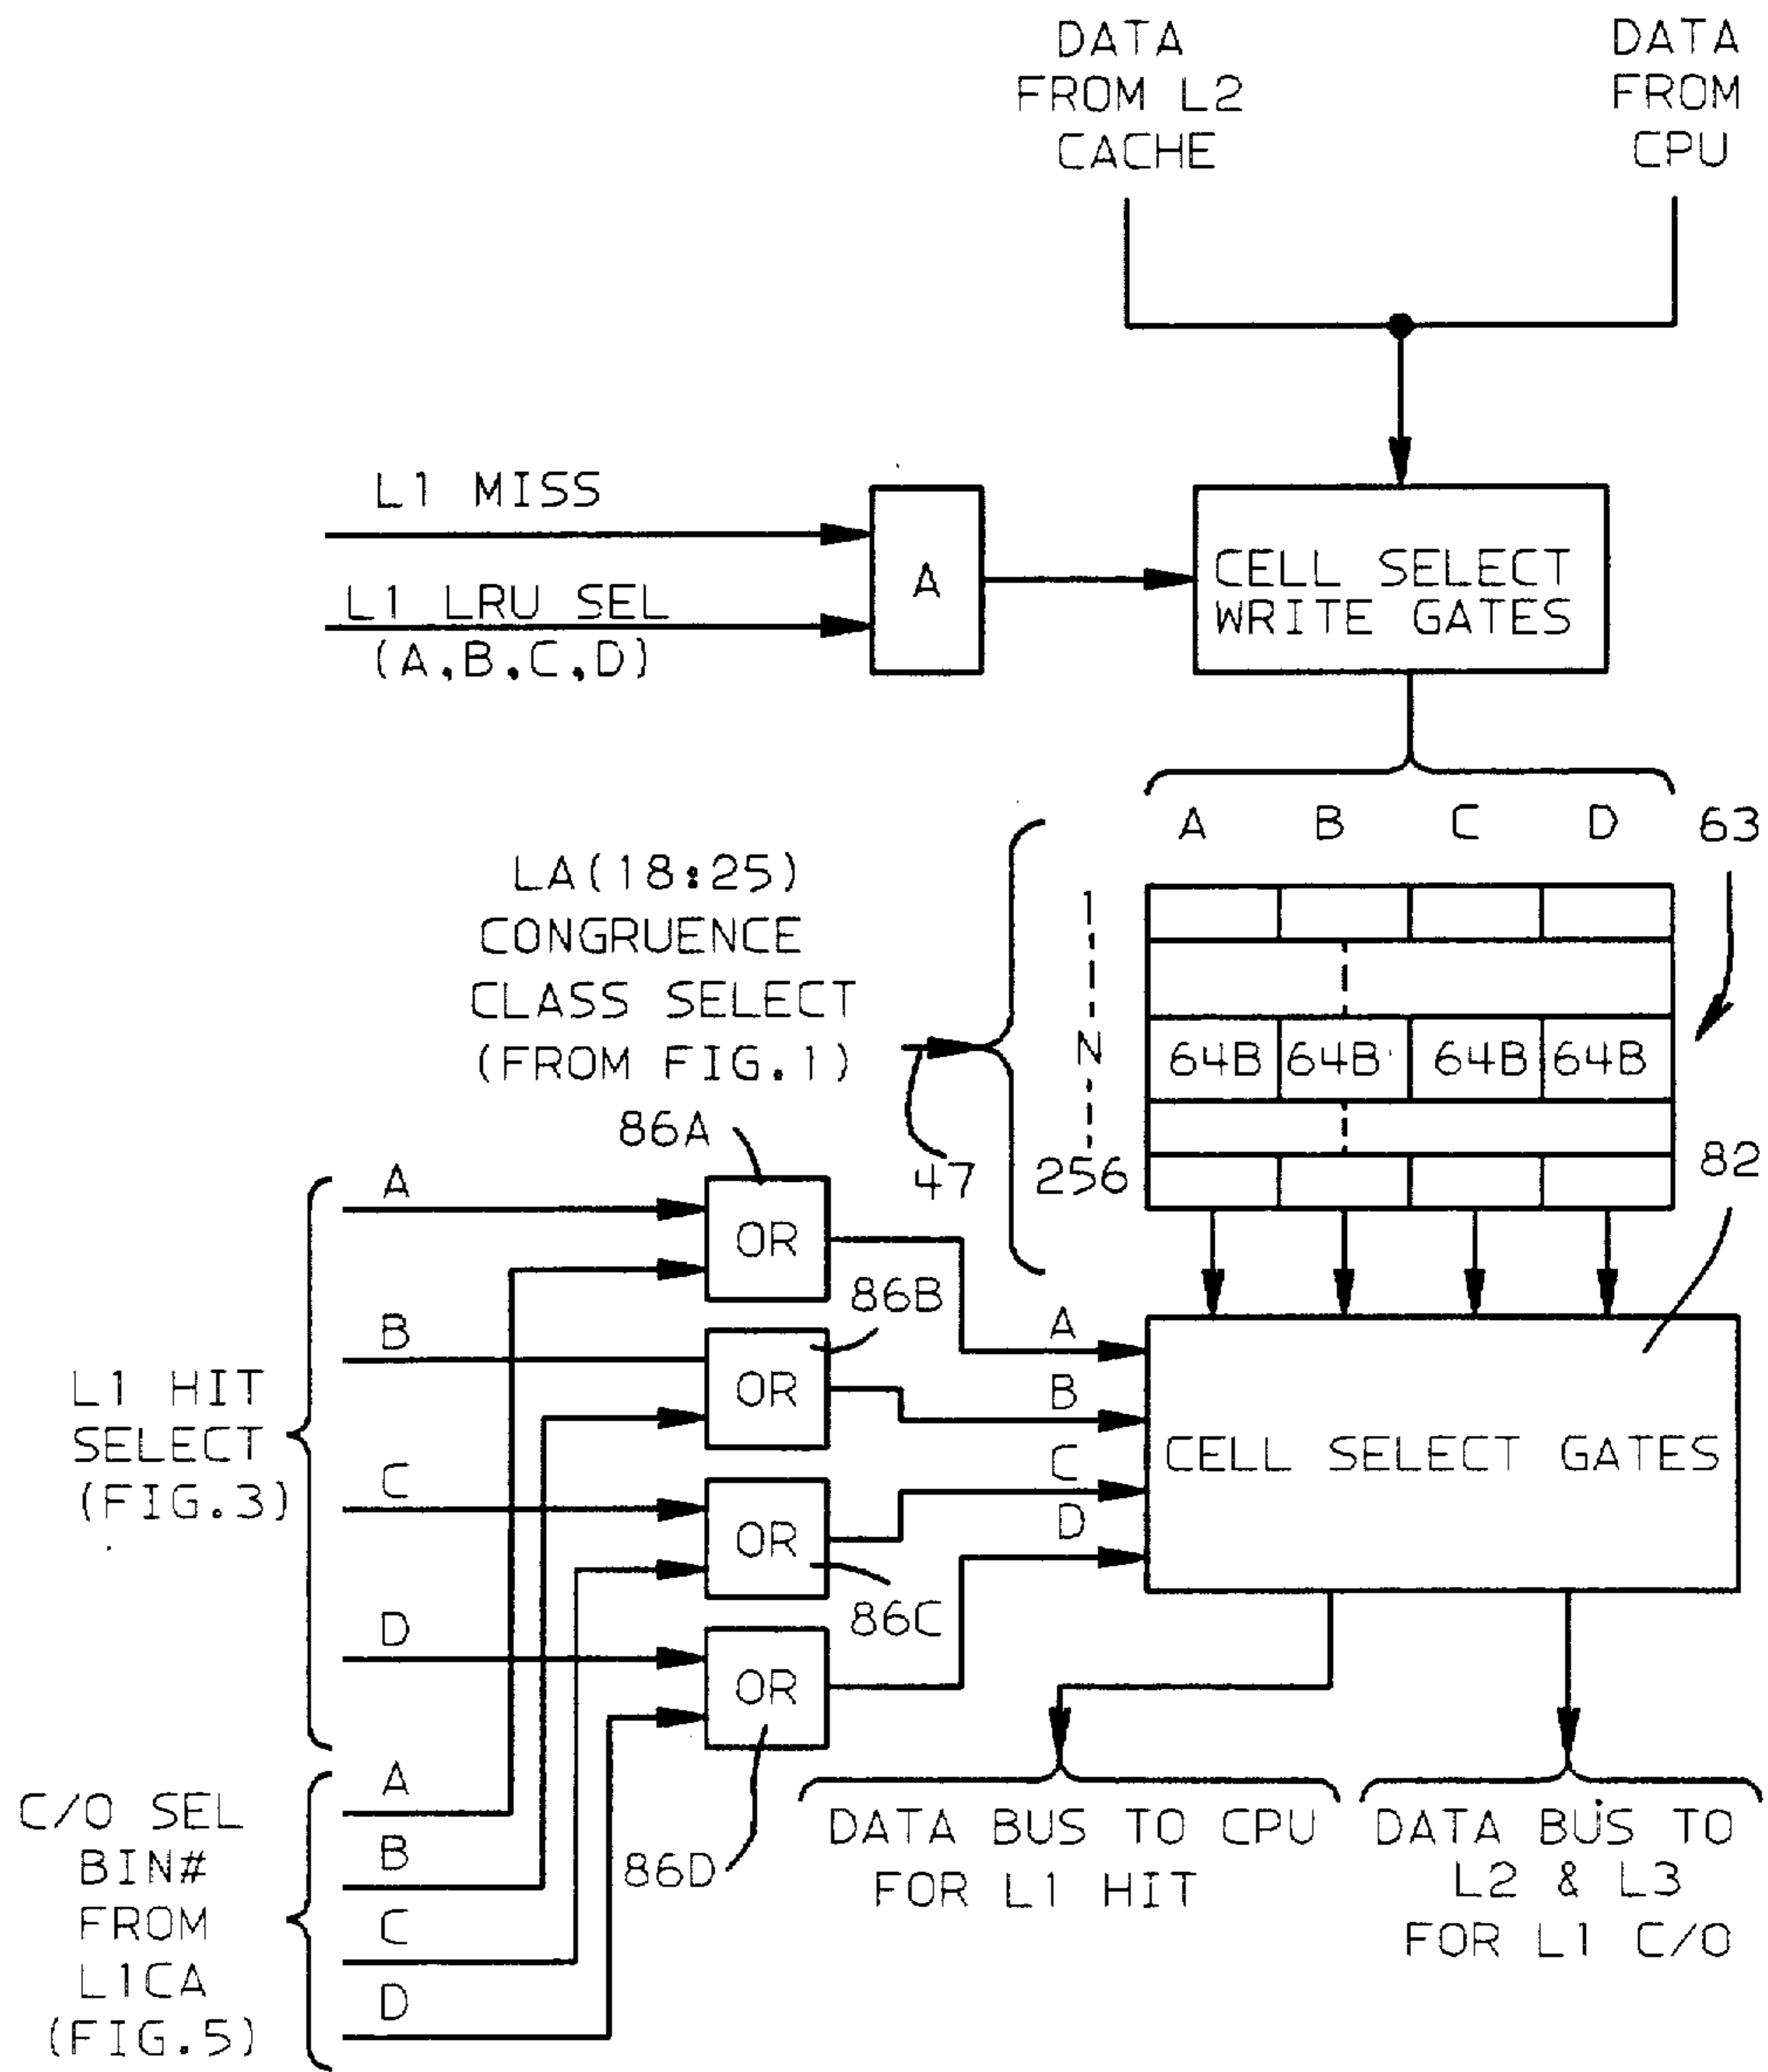 DATA
FROM L2
CACHE
DATA
FROM
CPU
L1 MISS
L1 LRU SEL
(A,B,C,D)
A
CELL SELECT
WRITE GATES
A B C D
63
LA(18:25)
CONGRUENCE
CLASS SELECT
(FROM FIG.1)
47
1
N
256
64B 64B 64B 64B
82
L1 HIT
SELECT
(FIG.3)
A
B
C
D
86A
OR
86B
OR
OR
86C
OR
86D
A
B
C
D
CELL SELECT GATES
C/O SEL
BIN#
FROM
L1CA
(FIG.5)
A
B
C
D
DATA BUS TO CPU
FOR L1 HIT
DATA BUS TO
L2 & L3
FOR L1 C/O